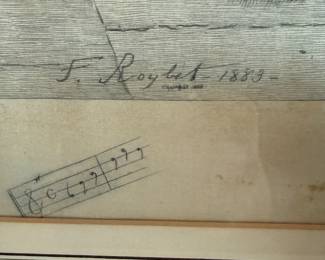 F. Roybet - 1883 -